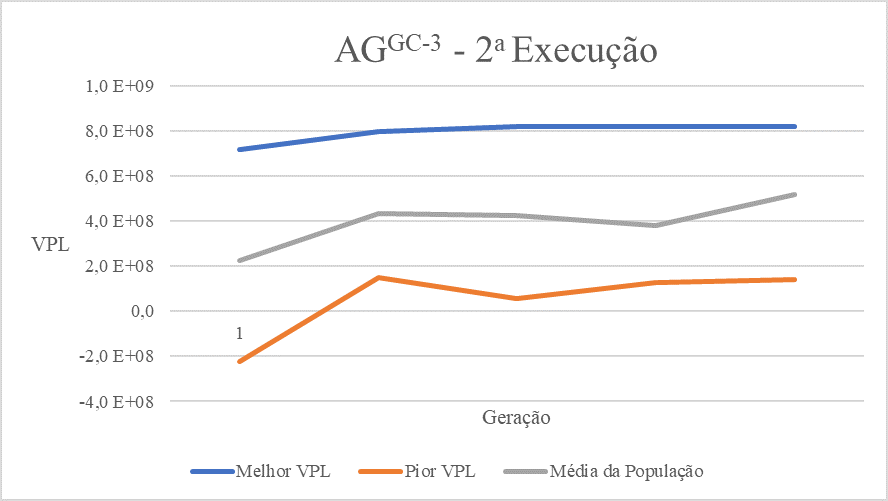 AGGC-3 - 2ª Execução
1,0 E+09
8,0 E+08
6,0 E+08
4,0 E+08
VPL
2,0 E+08
0,0
1
-2,0 E+08
-4,0 E+08
Geração
Melhor VPL Pior VPL Média da População